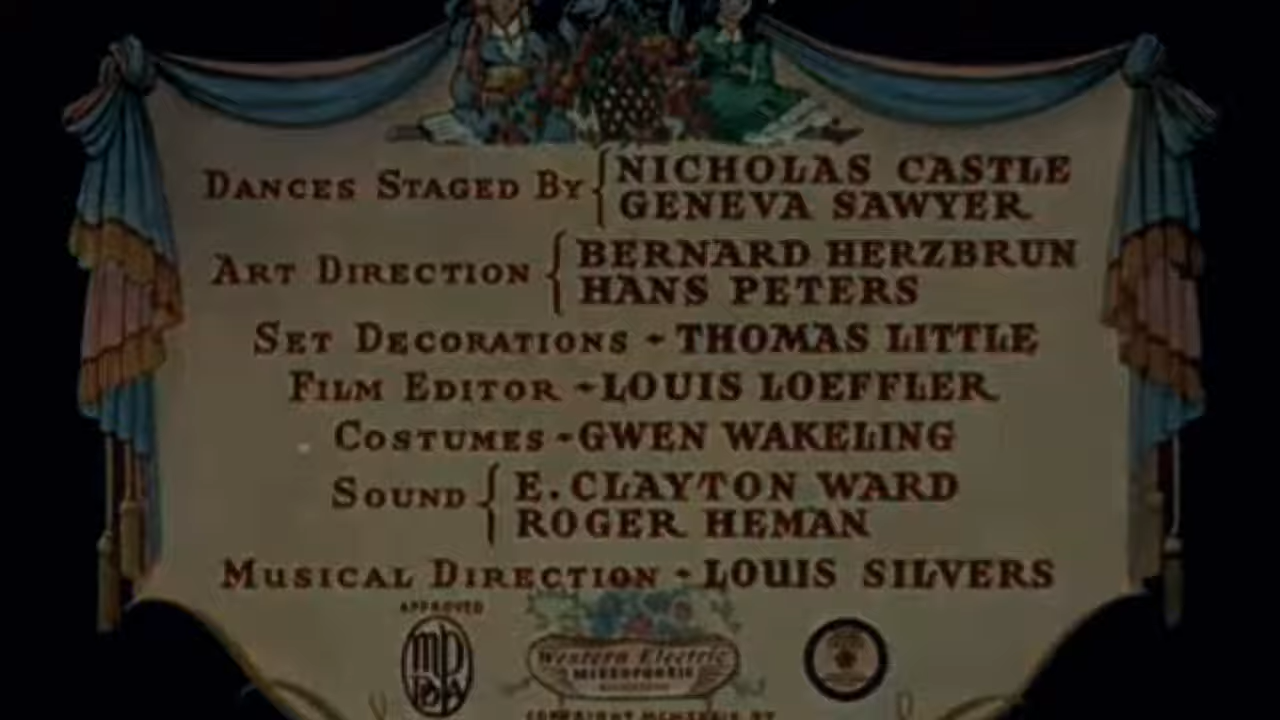 DANCES STAGED BY { NICHOLAS CASTLE
GENEVA SAWYER
ART DIRECTION { BERNARD HERZBRUN
HANS PETERS
SET DECORATIONS - THOMAS LITTLE
FILM EDITOR - LOUIS LOEFFLER
COSTUMES - GWEN WAKELING
SOUND { E. CLAYTON WARD
ROGER HEMAN
MUSICAL DIRECTION - LOUIS SILVERS
APPROVED
Western Electric
MIRROPHONIC